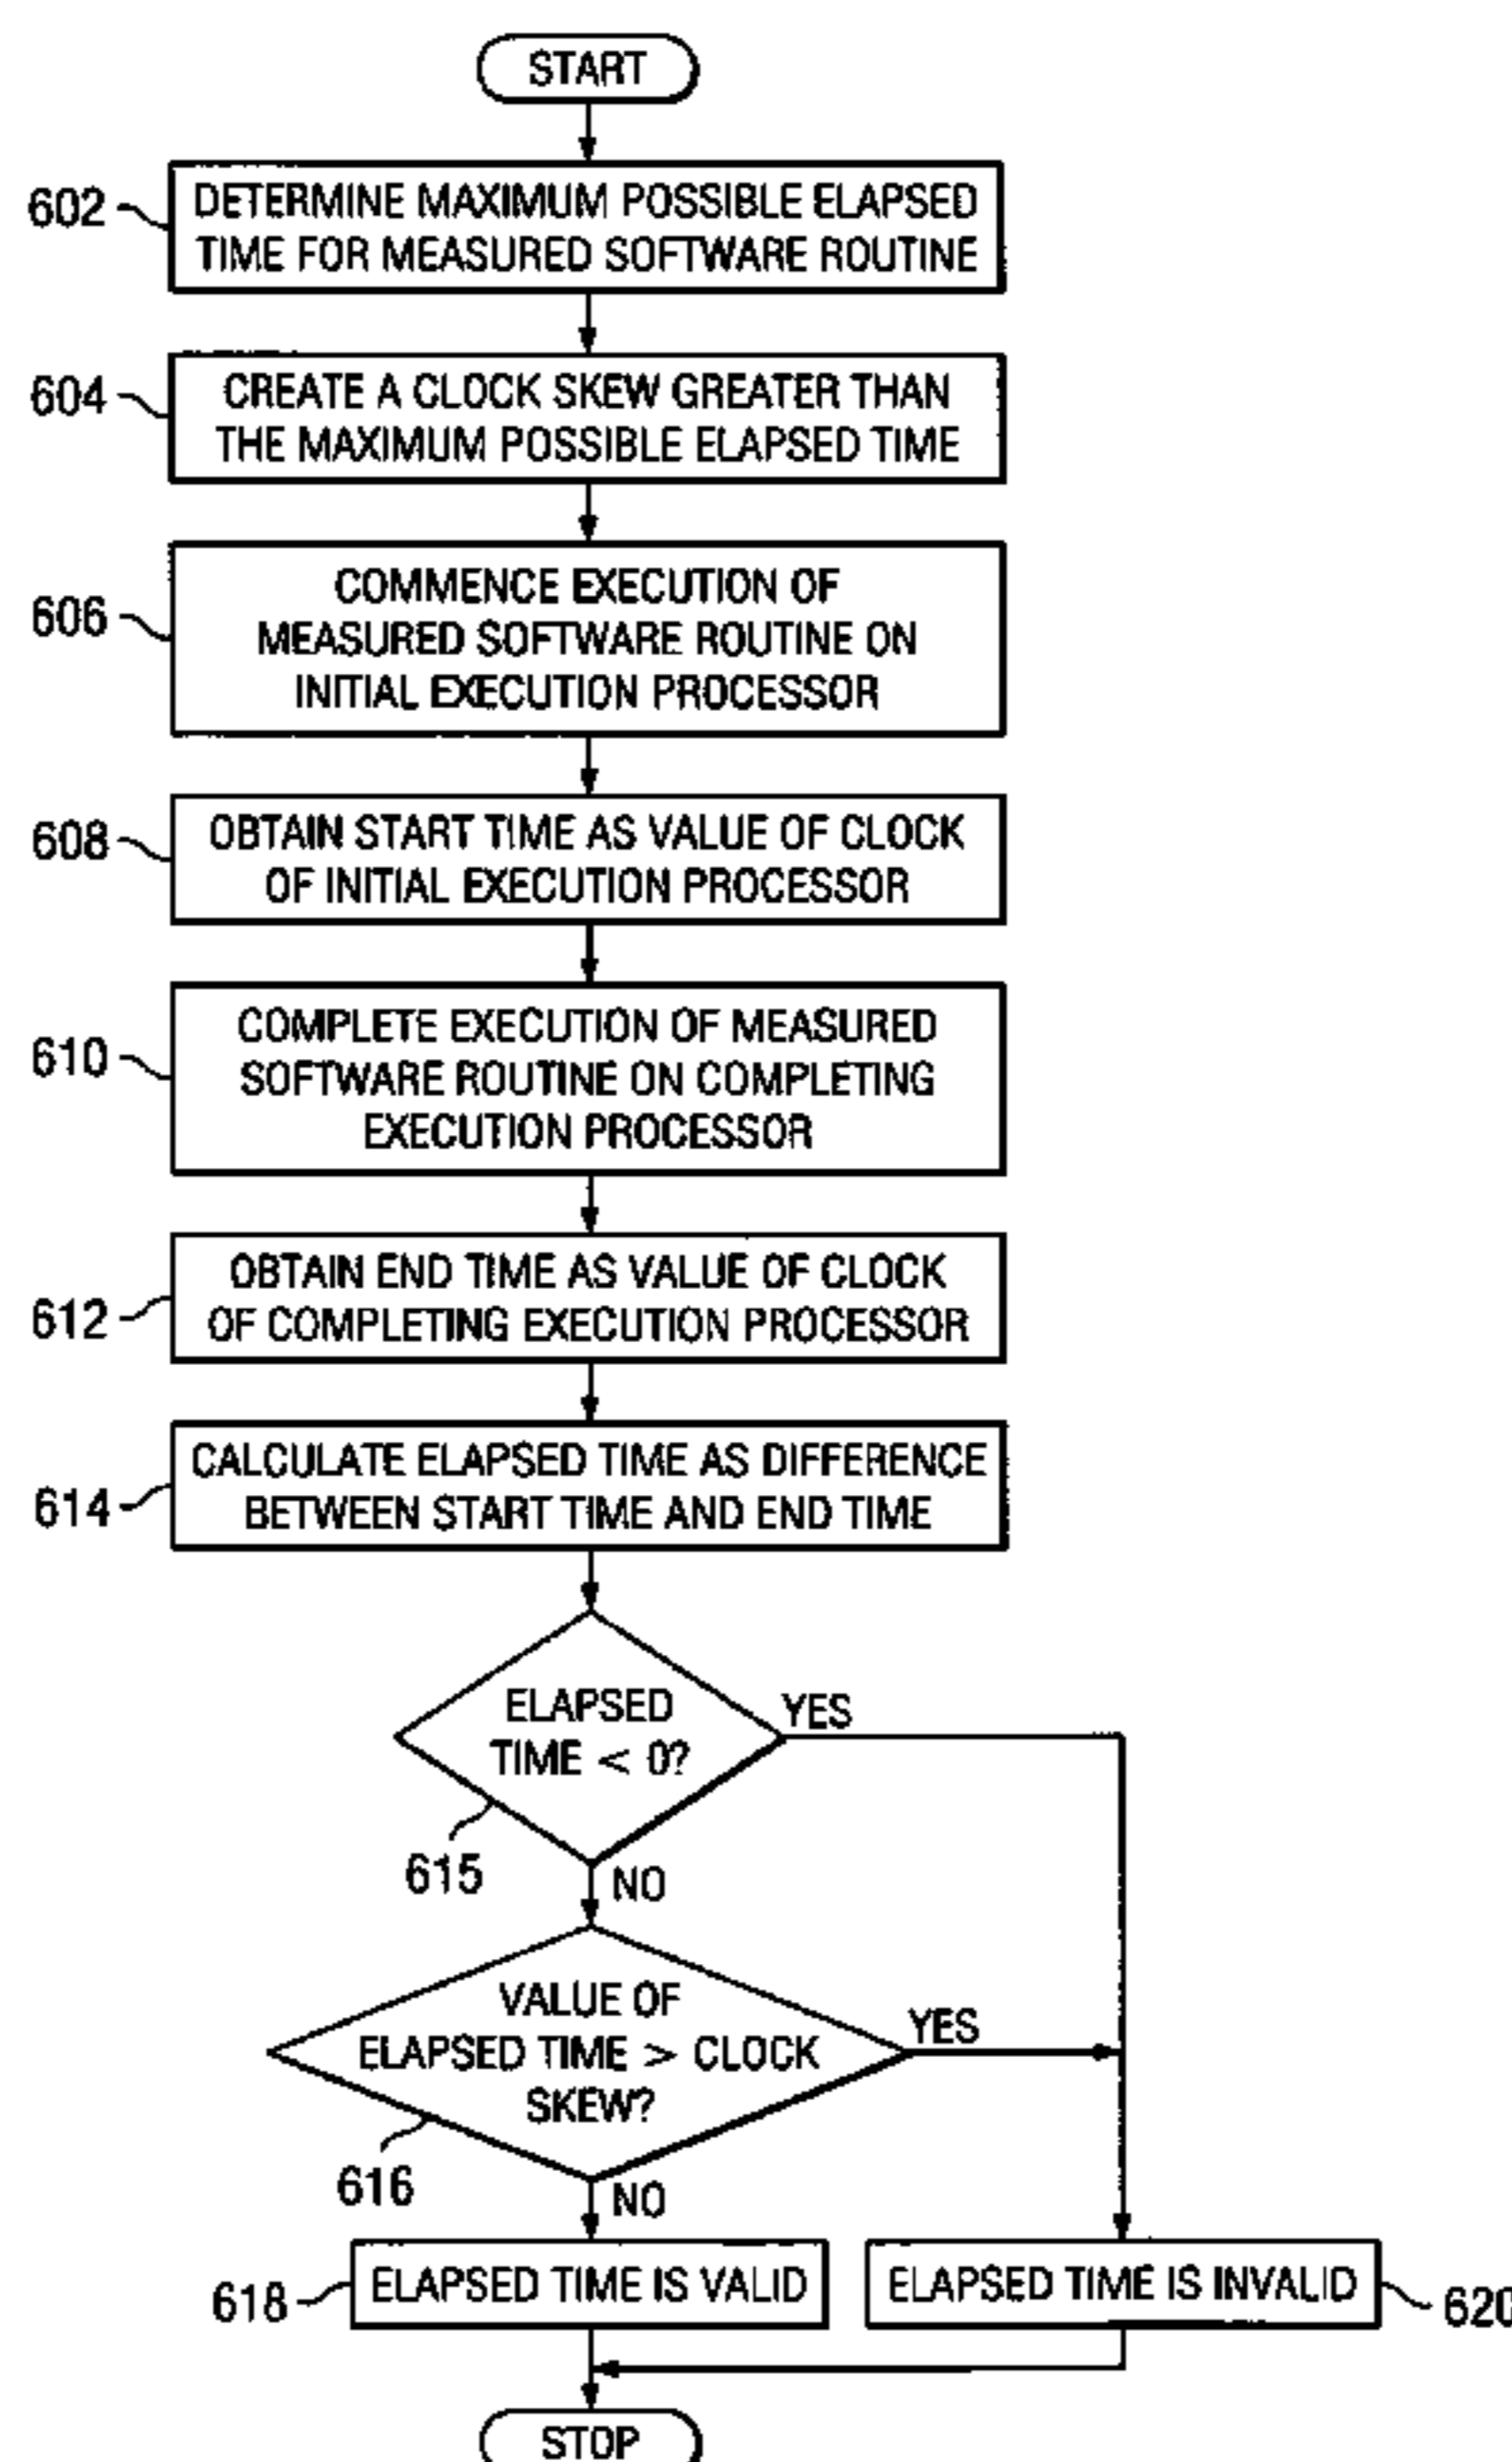 START
602
DETERMINE MAXIMUM POSSIBLE ELAPSED
TIME FOR MEASURED SOFTWARE ROUTINE
604
CREATE A CLOCK SKEW GREATER THAN
THE MAXIMUM POSSIBLE ELAPSED TIME
606
COMMENCE EXECUTION OF
MEASURED SOFTWARE ROUTINE ON
INITIAL EXECUTION PROCESSOR
608
OBTAIN START TIME AS VALUE OF CLOCK
OF INITIAL EXECUTION PROCESSOR
610
COMPLETE EXECUTION OF MEASURED
SOFTWARE ROUTINE ON COMPLETING
EXECUTION PROCESSOR
612
OBTAIN END TIME AS VALUE OF CLOCK
OF COMPLETING EXECUTION PROCESSOR
614
CALCULATE ELAPSED TIME AS DIFFERENCE
BETWEEN START TIME AND END TIME
ELAPSED
TIME < 0?
YES
615
NO
VALUE OF
ELAPSED TIME > CLOCK
SKEW?
YES
616
NO
618
ELAPSED TIME IS VALID
ELAPSED TIME IS INVALID
620
STOP